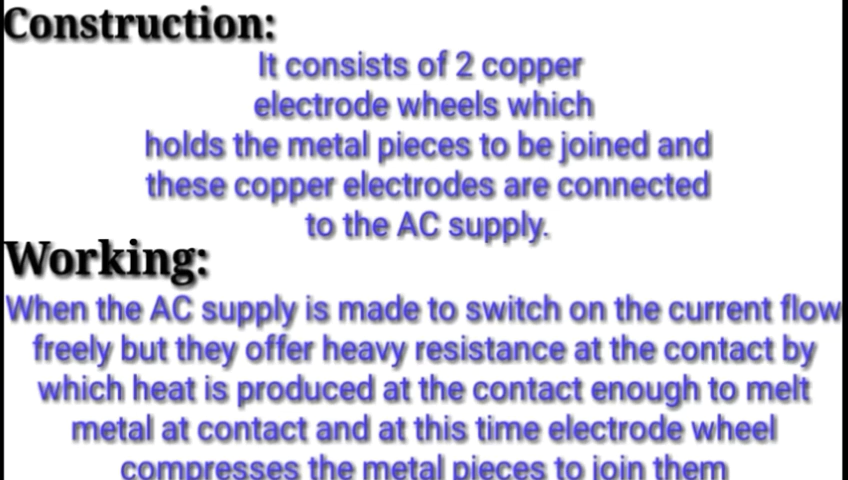 Construction:
It consists of 2 copper
electrode wheels which
holds the metal pieces to be joined and
these copper electrodes are connected
to the AC supply.
Working:
When the AC supply is made to switch on the current flow
freely but they offer heavy resistance at the contact by
which heat is produced at the contact enough to melt
metal at contact and at this time electrode wheel
compresses the metal pieces to join them